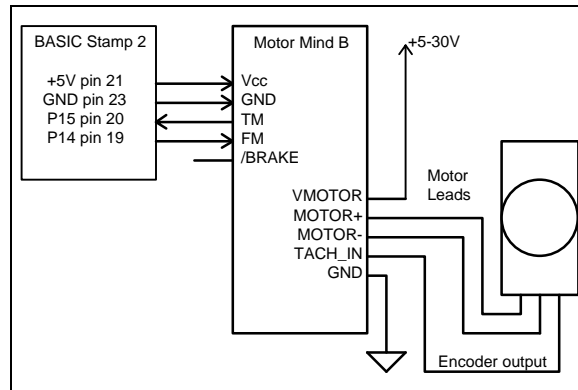 BASIC Stamp 2
+5V pin 21
GND pin 23
P15 pin 20
P14 pin 19
Motor Mind B
Vcc
GND
TM
FM
/BRAKE
VMOTOR
MOTOR+
MOTOR-
TACH_IN
GND
+5-30V
Motor
Leads
Encoder output